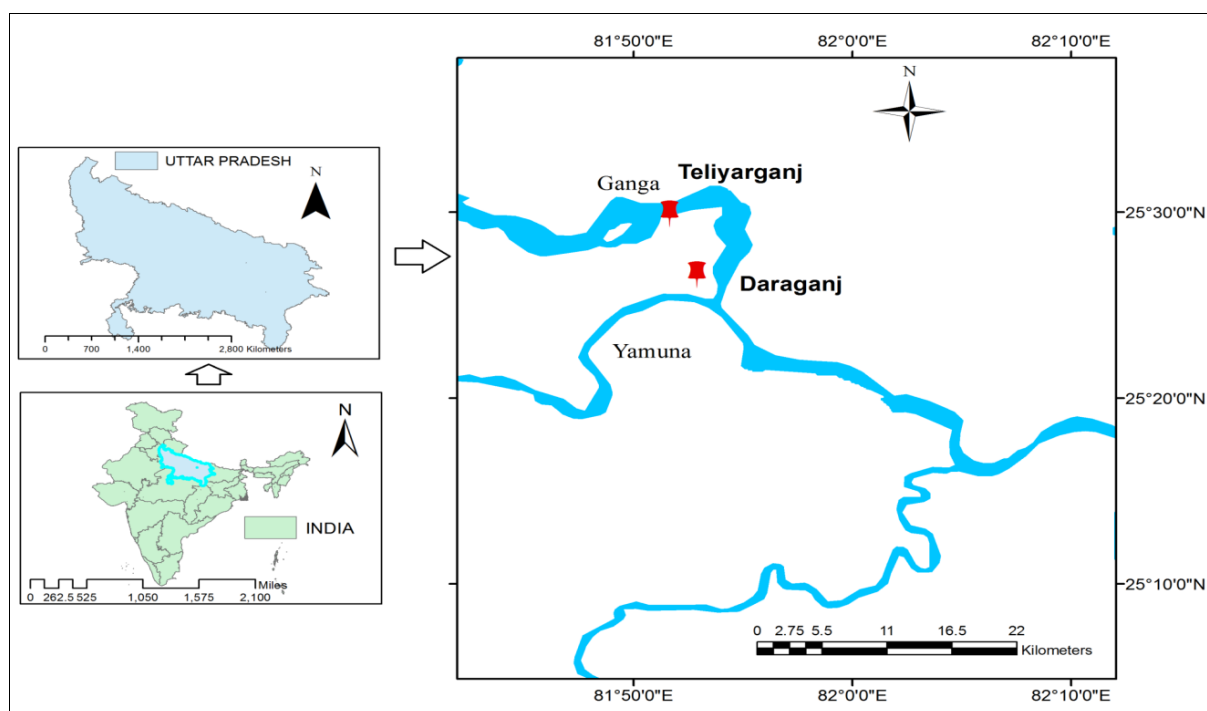 81°50'0"E 82°0'0"E 82°10'0"E
N
UTTAR PRADESH
N
0 700 1,400 2,800 Kilometers
N
INDIA
Miles
0 262.5 525 1,050 1,575 2,100
Teliyarganj
Ganga
25°30'0"N
Daraganj
Yamuna
25°20'0"N
25°10'0"N
0 2.75 5.5 11 16.5 22
Kilometers
81°50'0"E 82°0'0"E 82°10'0"E